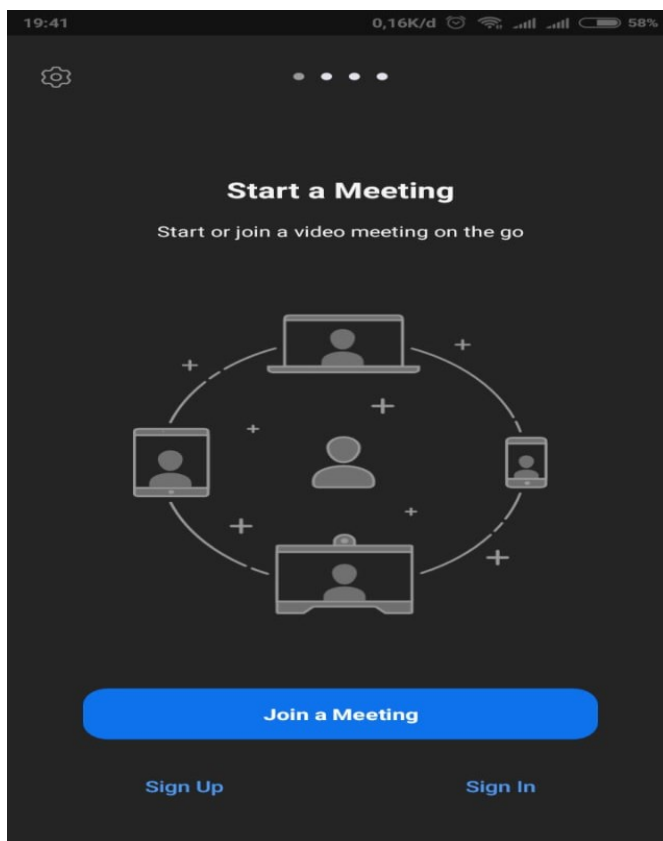 19:41 0,16K/d 58%
Start a Meeting
Start or join a video meeting on the go
Join a Meeting
Sign Up Sign In